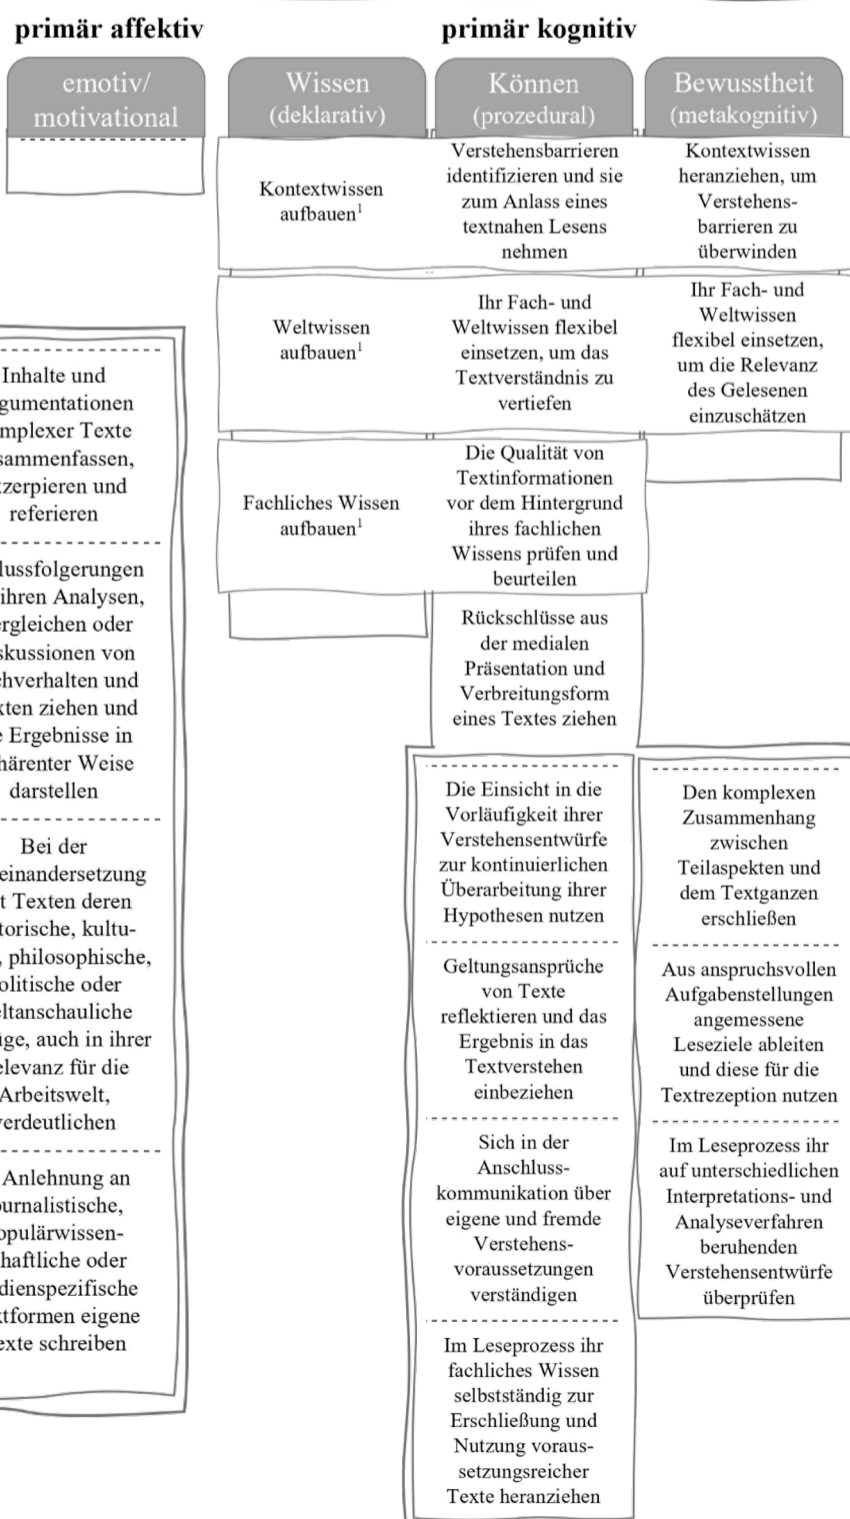 primär affektiv
primär kognitiv
emotiv/
motivational
Wissen
(deklarativ)
Können
(prozedural)
Bewusstheit
(metakognitiv)
Kontextwissen
aufbauen¹
Verstehensbarrieren
identifizieren und sie
zum Anlass eines
textnahen Lesens
nehmen
Kontextwissen
heranziehen, um
Verstehens-
barrieren zu
überwinden
Weltwissen
aufbauen¹
Ihr Fach- und
Weltwissen flexibel
einsetzen, um das
Textverständnis zu
vertiefen
Ihr Fach- und
Weltwissen
flexibel einsetzen,
um die Relevanz
des Gelesenen
einzuschätzen
Fachliches Wissen
aufbauen¹
Die Qualität von
Textinformationen
vor dem Hintergrund
ihres fachlichen
Wissens prüfen und
beurteilen
Rückschlüsse aus
der medialen
Präsentation und
Verbreitungsform
eines Textes ziehen
Inhalte und
gumentationen
mplexer Texte
sammenfassen,
zerpieren und
referieren
lussfolgerungen
ihren Analysen,
ergleichen oder
skussionen von
chverhalten und
xten ziehen und
e Ergebnisse in
härenter Weise
darstellen
Bei der
einandersetzung
t Texten deren
torische, kultu-
, philosophische,
olitische oder
eltanschauliche
ige, auch in ihrer
elevanz für die
Arbeitswelt,
verdeutlichen
Anlehnung an
ournalistische,
opulärwissen-
haftliche oder
dienspezifische
xtformen eigene
exte schreiben
Die Einsicht in die
Vorläufigkeit ihrer
Verstehensentwürfe
zur kontinuierlichen
Überarbeitung ihrer
Hypothesen nutzen
Geltungsansprüche
von Texte
reflektieren und das
Ergebnis in das
Textverstehen
einbeziehen
Sich in der
Anschluss-
kommunikation über
eigene und fremde
Verstehens-
voraussetzungen
verständigen
Im Leseprozess ihr
fachliches Wissen
selbstständig zur
Erschließung und
Nutzung voraus-
setzungsreicher
Texte heranziehen
Den komplexen
Zusammenhang
zwischen
Teilaspekten und
dem Textganzen
erschließen
Aus anspruchsvollen
Aufgabenstellungen
angemessene
Leseziele ableiten
und diese für die
Textrezeption nutzen
Im Leseprozess ihr
auf unterschiedlichen
Interpretations- und
Analyseverfahren
beruhenden
Verstehensentwürfe
überprüfen